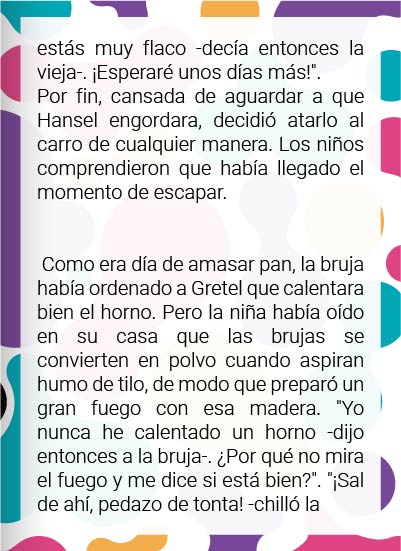 estás muy flaco -decía entonces la
vieja-. ¡Esperaré unos días más!".
Por fin, cansada de aguardar a que
Hansel engordara, decidió atarlo al
carro de cualquier manera. Los niños
comprendieron que había llegado el
momento de escapar.
Como era día de amasar pan, la bruja
había ordenado a Gretel que calentara
bien el horno. Pero la niña había oído
en su casa que las brujas se
convierten en polvo cuando aspiran
humo de tilo, de modo que preparó un
gran fuego con esa madera. "Yo
nunca he calentado un horno -dijo
entonces a la bruja-. ¿Por qué no mira
el fuego y me dice si está bien?". "¡Sal
de ahí, pedazo de tonta! -chilló la